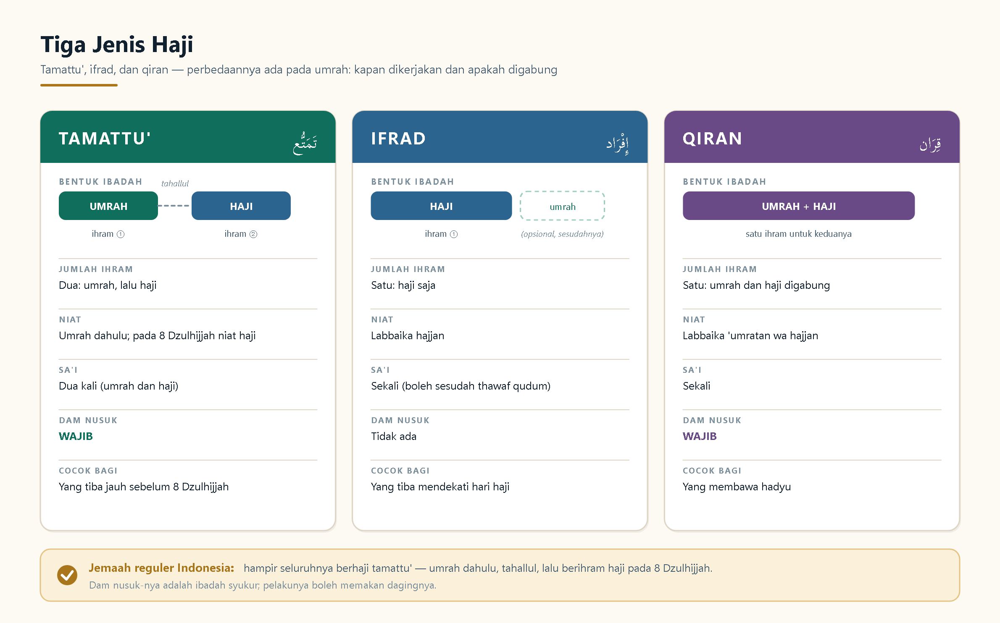 Tiga Jenis Haji
Tamattu', ifrad, dan qiran — perbedaannya ada pada umrah: kapan dikerjakan dan apakah digabung
TAMATTU'
تَمَتُّع
BENTUK IBADAH
tahallul
UMRAH
HAJI
ihram ①
ihram ②
JUMLAH IHRAM
Dua: umrah, lalu haji
NIAT
Umrah dahulu; pada 8 Dzulhijjah niat haji
SA'I
Dua kali (umrah dan haji)
DAM NUSUK
WAJIB
COCOK BAGI
Yang tiba jauh sebelum 8 Dzulhijjah
IFRAD
إِفْرَاد
BENTUK IBADAH
HAJI
umrah
ihram ①
(opsional, sesudahnya)
JUMLAH IHRAM
Satu: haji saja
NIAT
Labbaika hajjan
SA'I
Sekali (boleh sesudah thawaf qudum)
DAM NUSUK
Tidak ada
COCOK BAGI
Yang tiba mendekati hari haji
QIRAN
قِرَان
BENTUK IBADAH
UMRAH + HAJI
satu ihram untuk keduanya
JUMLAH IHRAM
Satu: umrah dan haji digabung
NIAT
Labbaika 'umratan wa hajjan
SA'I
Sekali
DAM NUSUK
WAJIB
COCOK BAGI
Yang membawa hadyu
Jemaah reguler Indonesia: hampir seluruhnya berhaji tamattu' — umrah dahulu, tahallul, lalu berihram haji pada 8 Dzulhijjah.
Dam nusuk-nya adalah ibadah syukur; pelakunya boleh memakan dagingnya.